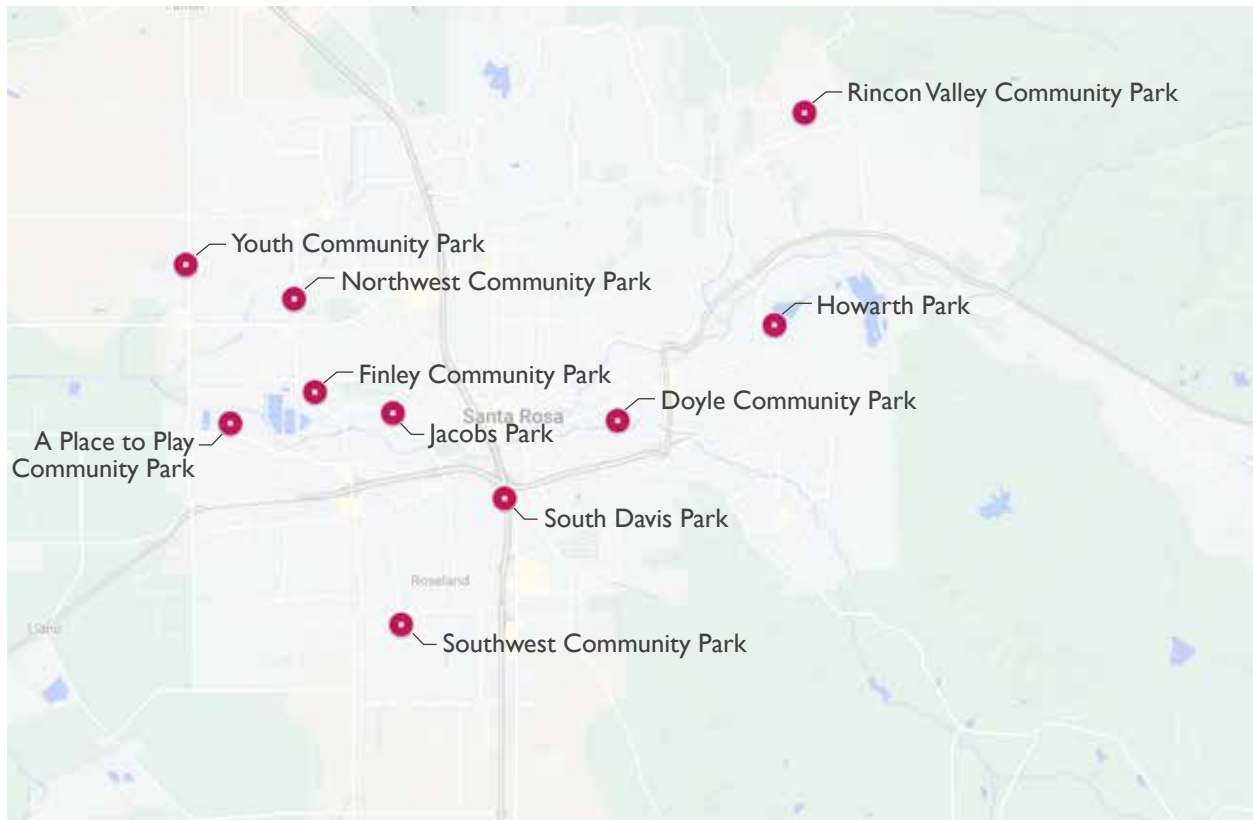 Rincon Valley Community Park
Youth Community Park
Northwest Community Park
Howarth Park
Finley Community Park
Doyle Community Park
Santa Rosa
Jacobs Park
A Place to Play
Community Park
South Davis Park
Roseland
Llano
Southwest Community Park